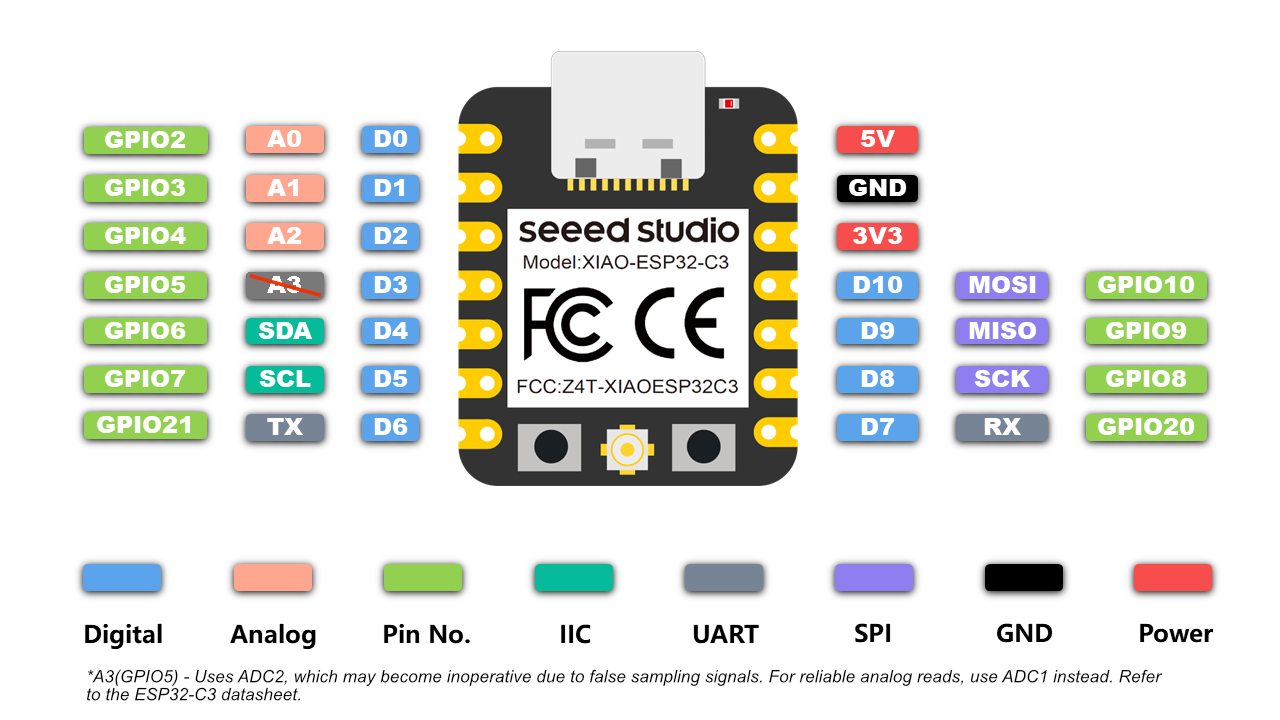 GPIO2 A0 D0 5V
GPIO3 A1 D1 GND
GPIO4 A2 D2 3V3
GPIO5 A3 D3 D10 MOSI GPIO10
GPIO6 SDA D4 D9 MISO GPIO9
GPIO7 SCL D5 D8 SCK GPIO8
GPIO21 TX D6 D7 RX GPIO20
seeed studio
Model:XIAO-ESP32-C3
FC CE
FCC:Z4T-XIAOESP32C3
Digital Analog Pin No. IIC UART SPI GND Power
*A3(GPIO5) - Uses ADC2, which may become inoperative due to false sampling signals. For reliable analog reads, use ADC1 instead. Refer
to the ESP32-C3 datasheet.